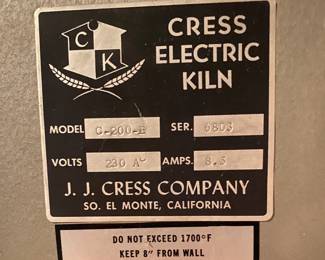 C K
CRESS
ELECTRIC
KILN
MODEL C-200-E SER. 6803
VOLTS 230 A AMPS. 8.5
J. J. CRESS COMPANY
SO. EL MONTE, CALIFORNIA
DO NOT EXCEED 1700°F
KEEP 8" FROM WALL